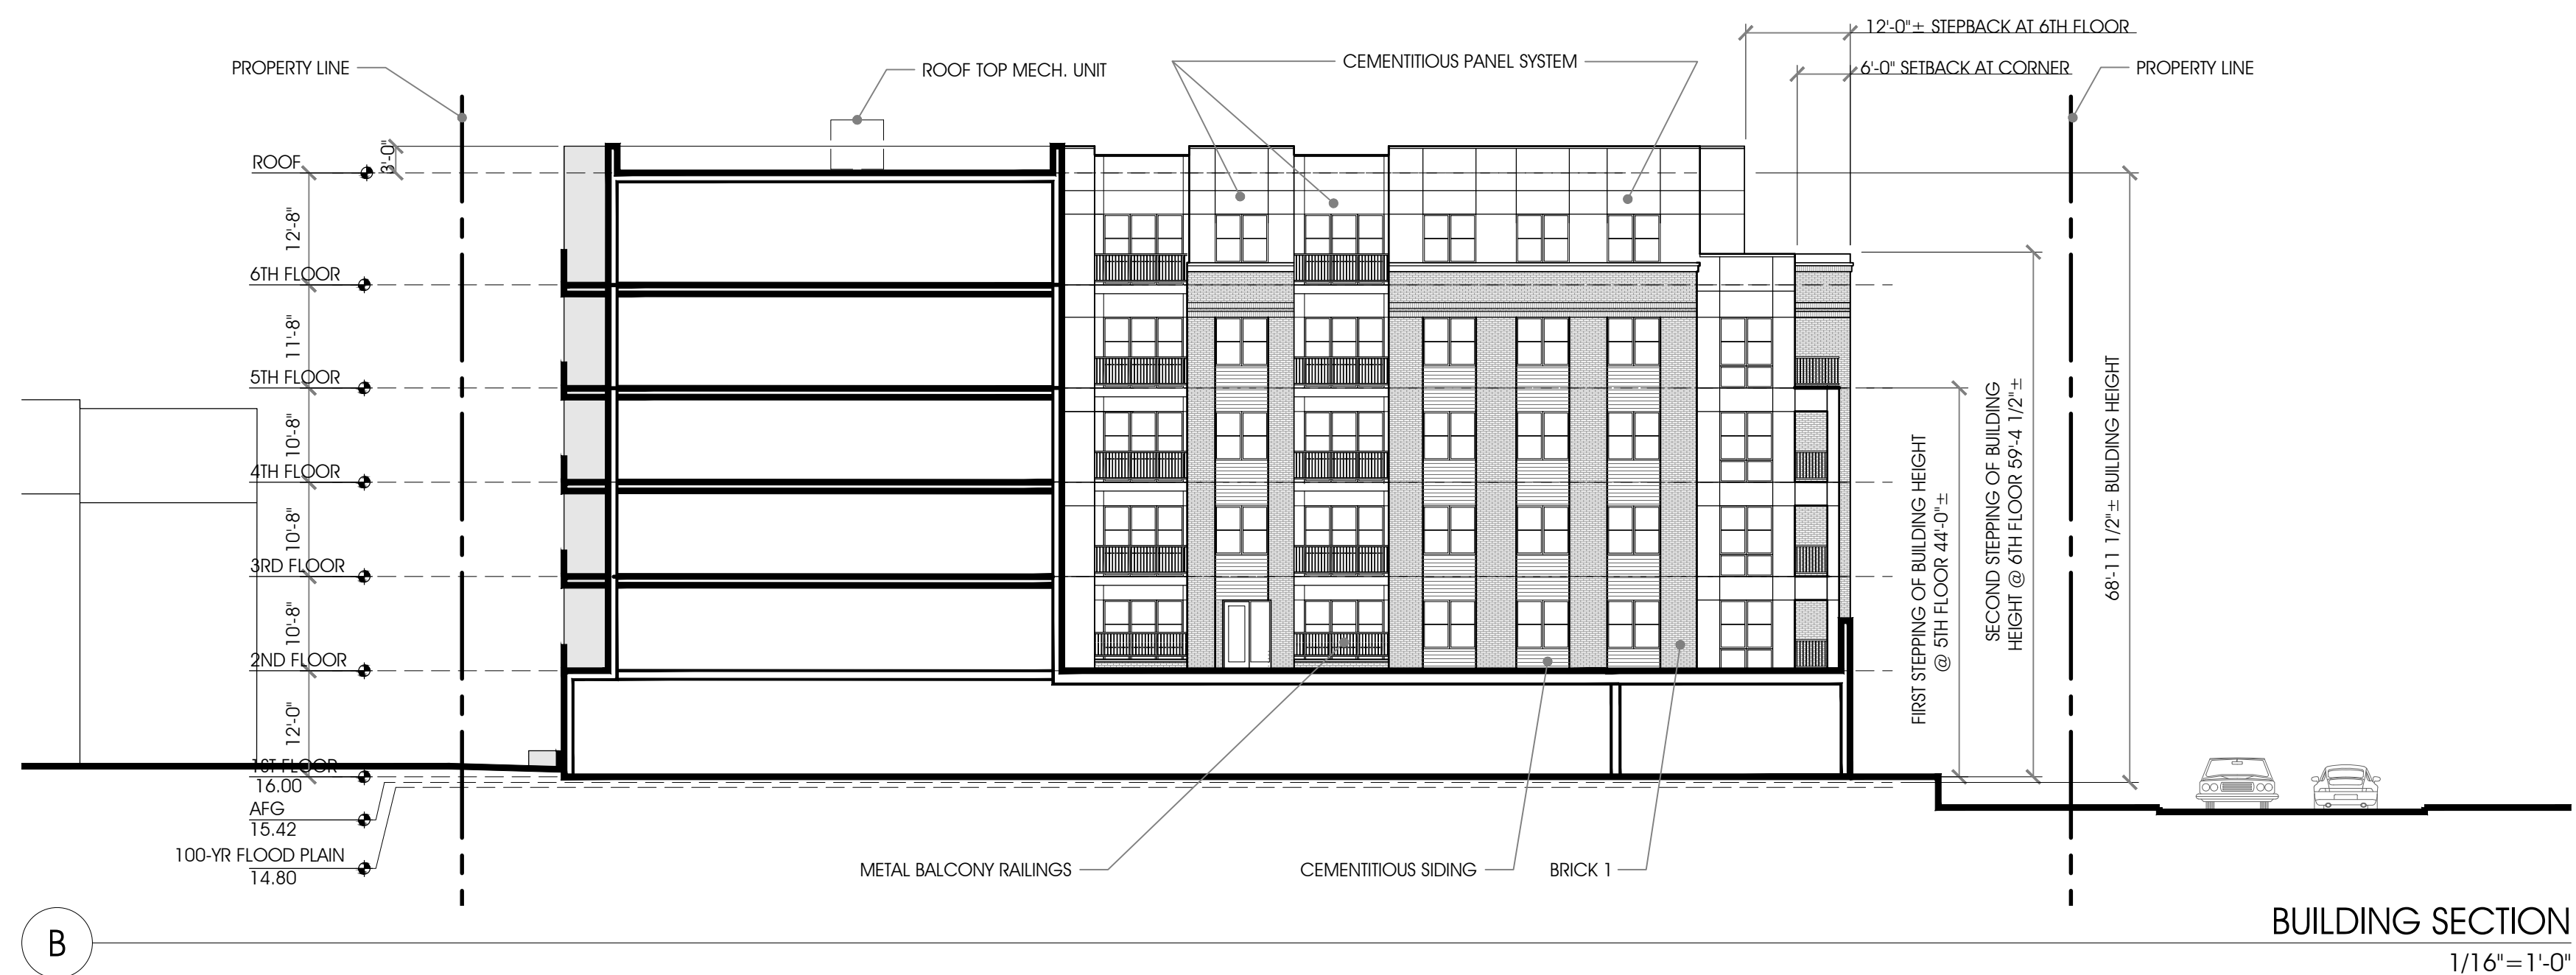 12'-0"± STEPBACK AT 6TH FLOOR
PROPERTY LINE
ROOF TOP MECH. UNIT
CEMENTITIOUS PANEL SYSTEM
6'-0" SETBACK AT CORNER
PROPERTY LINE
3'-0"
ROOF
12'-8"
6TH FLOOR
11'-8"
5TH FLOOR
10'-8"
4TH FLOOR
10'-8"
3RD FLOOR
10'-8"
2ND FLOOR
12'-0"
1ST FLOOR
16.00
AFG
15.42
100-YR FLOOD PLAIN
14.80
FIRST STEPPING OF BUILDING HEIGHT
@ 5TH FLOOR 44'-0"±
SECOND STEPPING OF BUILDING
HEIGHT @ 6TH FLOOR 59'-4 1/2"±
68'-11 1/2"± BUILDING HEIGHT
METAL BALCONY RAILINGS
CEMENTITIOUS SIDING
BRICK 1
B
BUILDING SECTION
1/16"=1'-0"